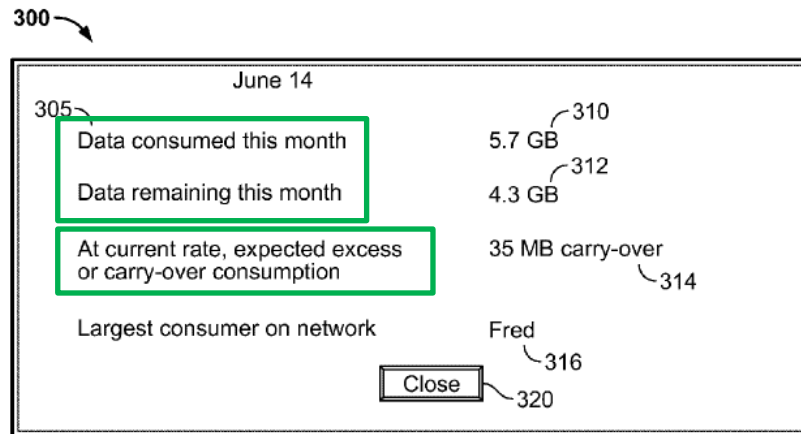 300
June 14
305
310
Data consumed this month 5.7 GB
312
Data remaining this month 4.3 GB
At current rate, expected excess 35 MB carry-over
or carry-over consumption
314
Largest consumer on network Fred
316
Close
320